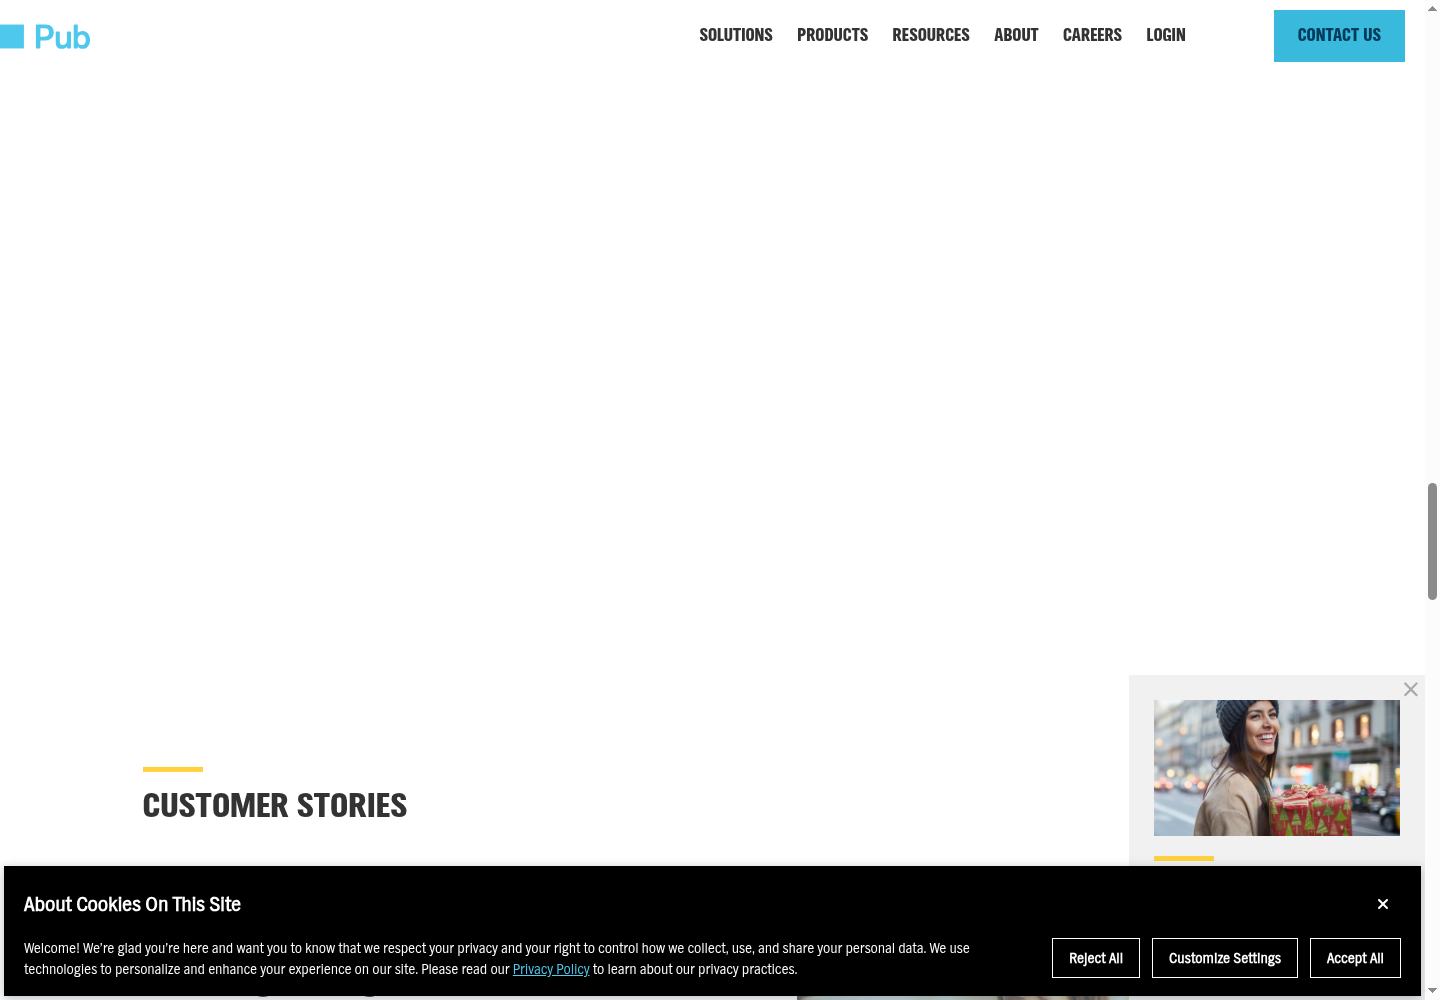 Pub
SOLUTIONS PRODUCTS RESOURCES ABOUT CAREERS LOGIN CONTACT US
CUSTOMER STORIES
About Cookies On This Site
Welcome! We're glad you're here and want you to know that we respect your privacy and your right to control how we collect, use, and share your personal data. We use
technologies to personalize and enhance your experience on our site. Please read our Privacy Policy to learn about our privacy practices.
Reject All Customize Settings Accept All